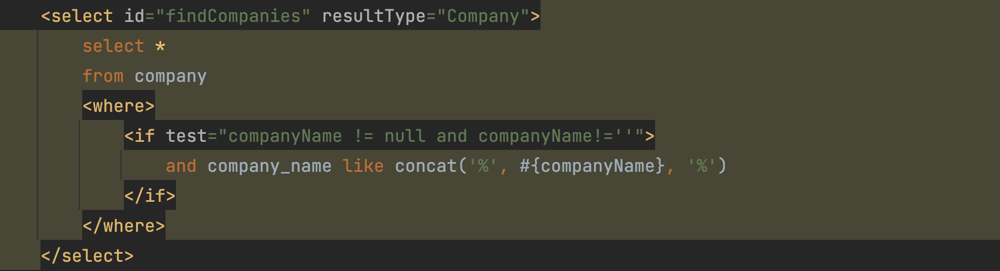 <select id="findCompanies" resultType="Company">
select *
from company
<where>
<if test="companyName != null and companyName!=''">
and company_name like concat('%', #{companyName}, '%')
</if>
</where>
</select>